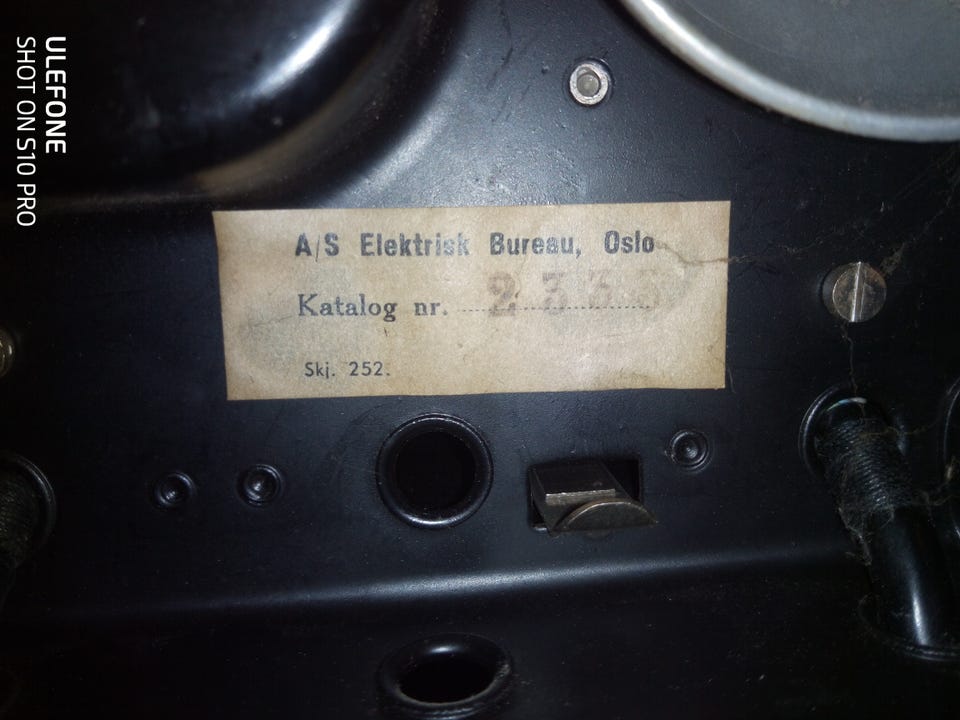 A/S Elektrisk Bureau, Oslo
Katalog nr.
Skj. 252.
ULEFONE
SHOT ON S10 PRO